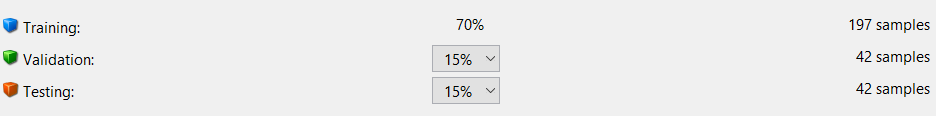 Training: 70% 197 samples
Validation: 15% 42 samples
Testing: 15% 42 samples